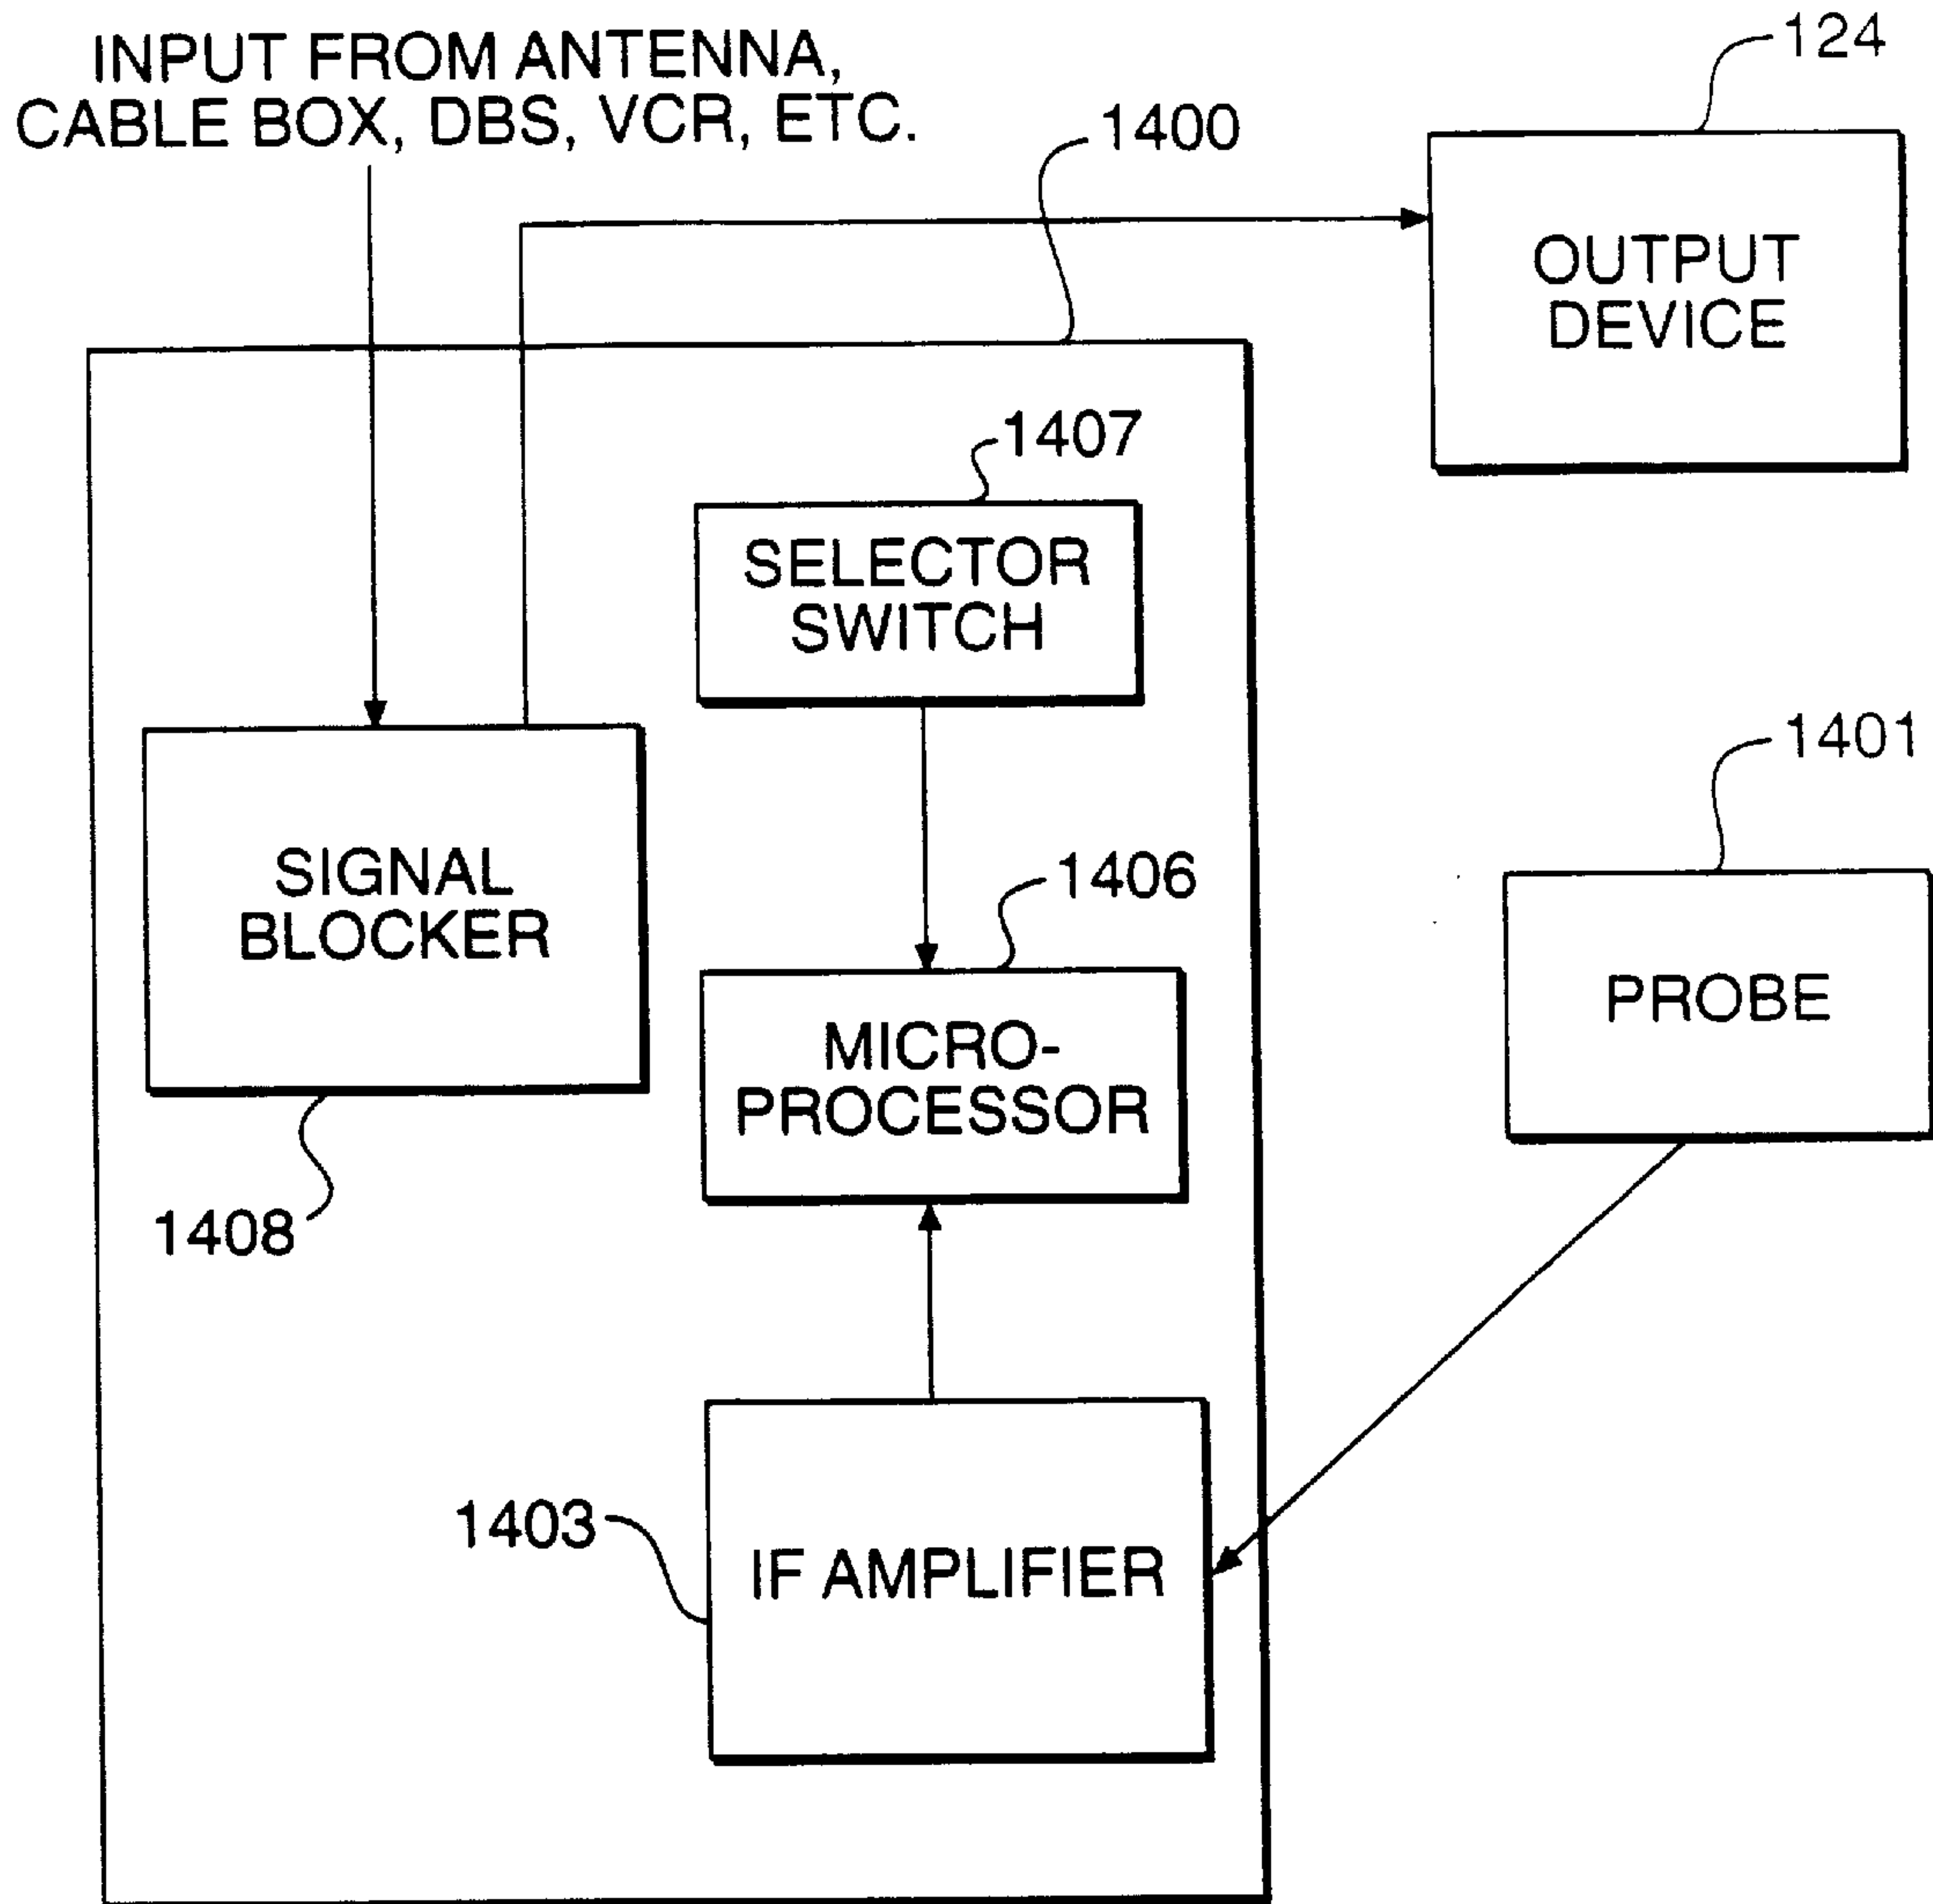 INPUT FROM ANTENNA,
CABLE BOX, DBS, VCR, ETC.
124
1400
OUTPUT
DEVICE
1407
SELECTOR
SWITCH
1401
SIGNAL
BLOCKER
1406
PROBE
MICRO-
PROCESSOR
1408
1403
IF AMPLIFIER